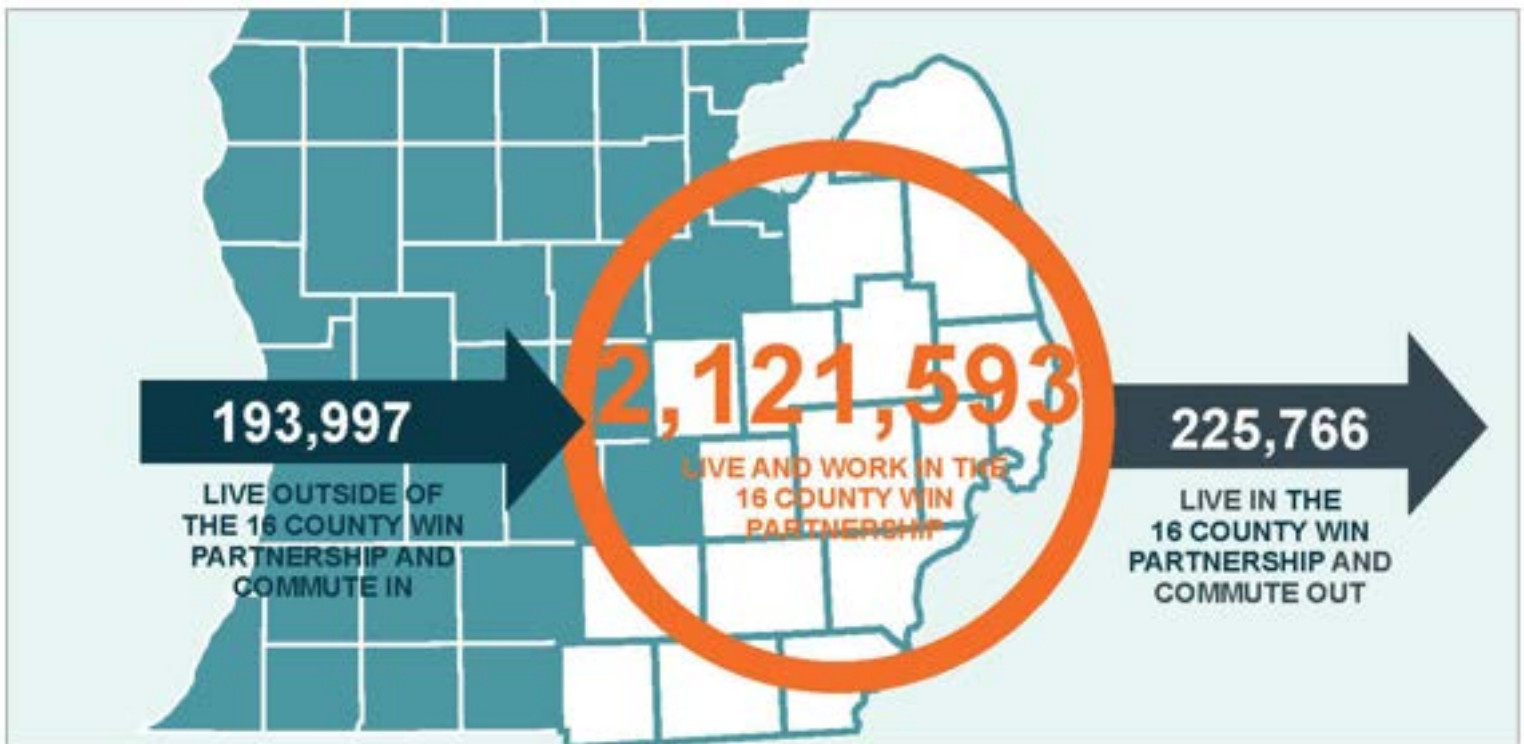 193,997
LIVE OUTSIDE OF
THE 16 COUNTY WIN
PARTNERSHIP AND
COMMUTE IN
2,121,593
LIVE AND WORK IN THE
16 COUNTY WIN
PARTNERSHIP
225,766
LIVE IN THE
16 COUNTY WIN
PARTNERSHIP AND
COMMUTE OUT